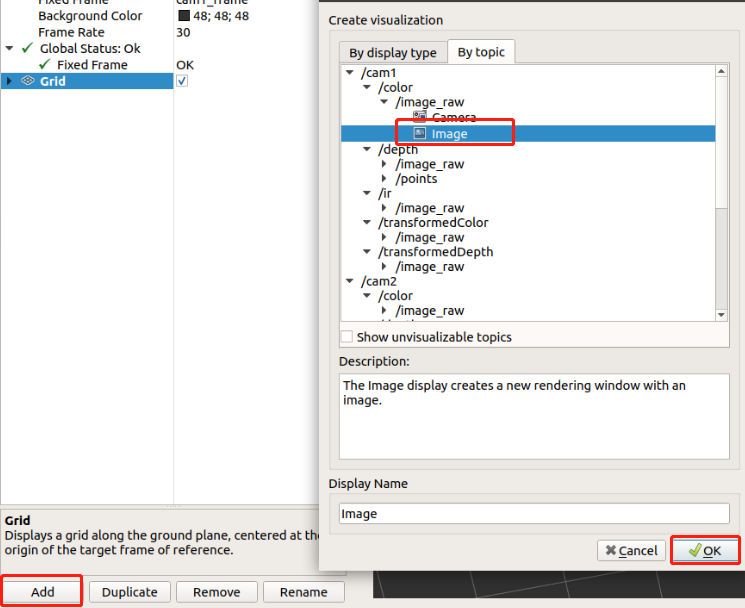 Fixed Frame
cam1_frame
Background Color
48; 48; 48
Frame Rate
30
Global Status: Ok
Fixed Frame
OK
Grid
Grid
Displays a grid along the ground plane, centered at the
origin of the target frame of reference.
Add
Duplicate
Remove
Rename
Create visualization
By display type
By topic
/cam1
/color
/image_raw
Camera
Image
/depth
/image_raw
/points
/ir
/image_raw
/transformedColor
/image_raw
/transformedDepth
/image_raw
/cam2
/color
/image_raw
Show unvisualizable topics
Description:
The Image display creates a new rendering window with an
image.
Display Name
Image
Cancel
OK